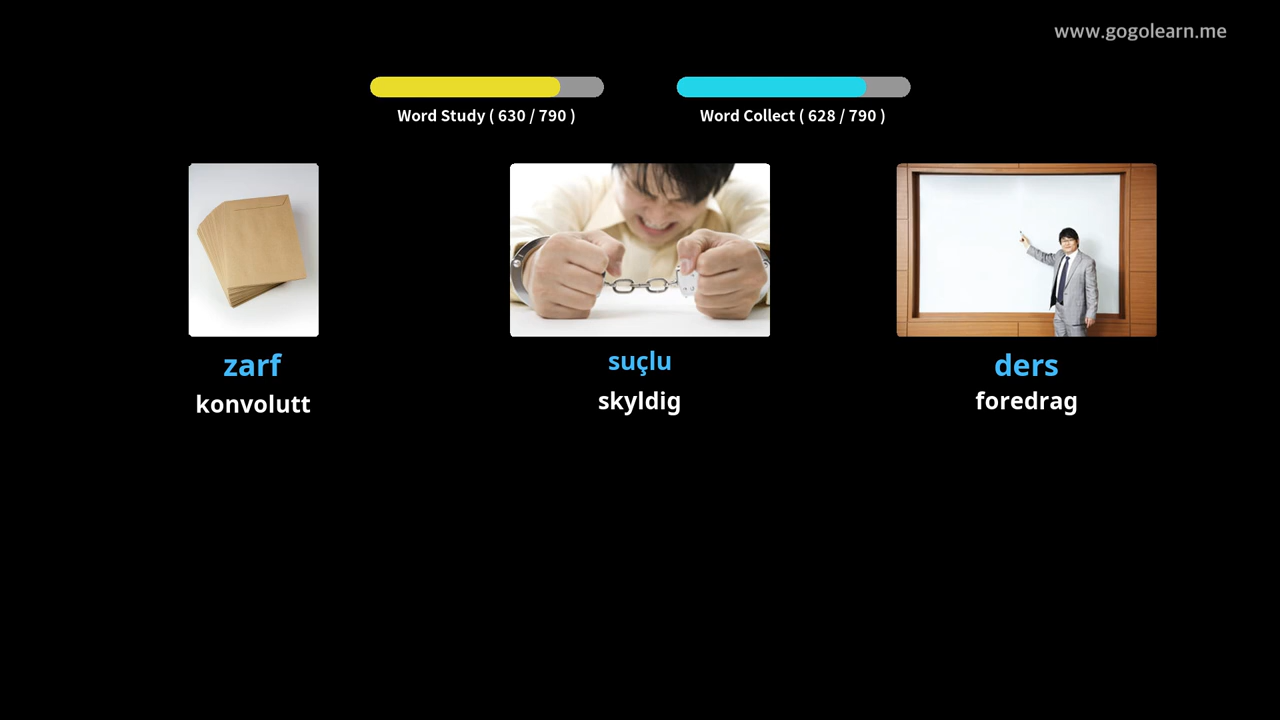 www.gogolearn.me
Word Study ( 630 / 790 )
Word Collect ( 628 / 790 )
zarf
konvolutt
suçlu
skyldig
ders
foredrag